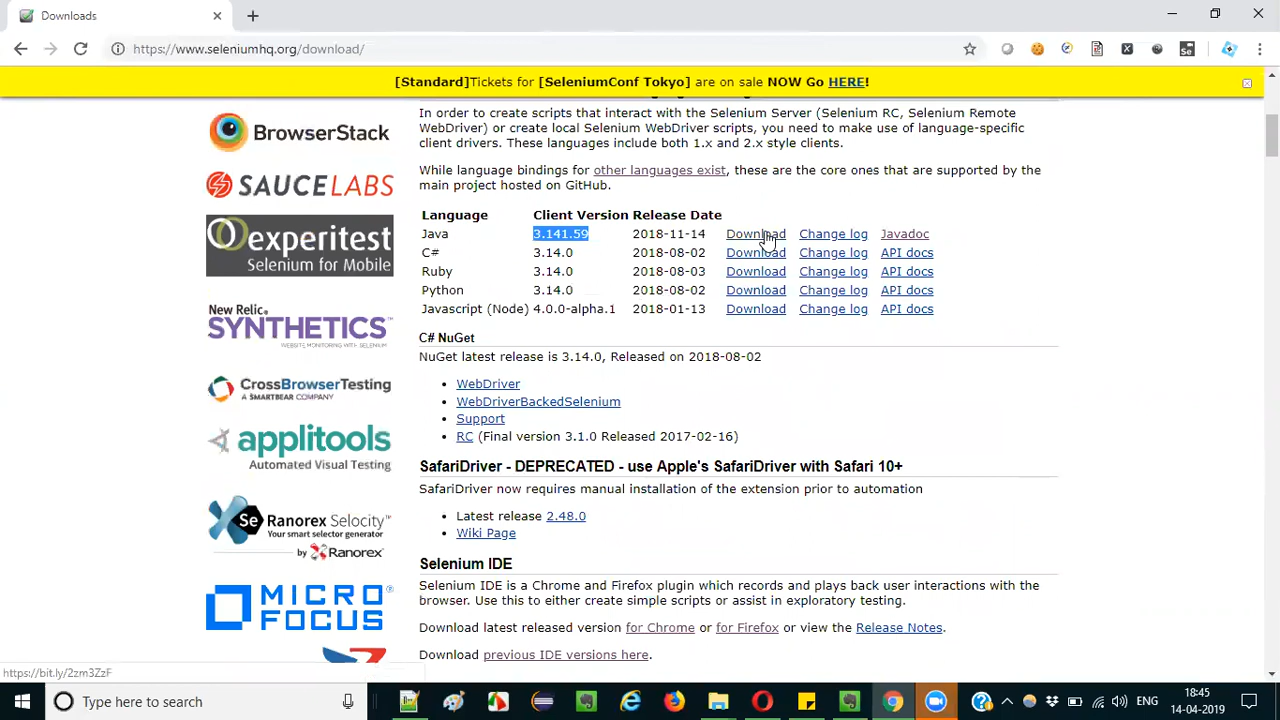 Downloads
https://www.seleniumhq.org/download/
[Standard]Tickets for [SeleniumConf Tokyo] are on sale NOW Go HERE!
BrowserStack
SAUCE LABS
experitest
Selenium for Mobile
New Relic
SYNTHETICS
WEBSITE MONITORING WITH SELENIUM
CrossBrowserTesting
A SMARTBEAR COMPANY
applitools
Automated Visual Testing
Se Ranorex Selocity™
Your smart selector generator
by Ranorex
MICRO
FOCUS
In order to create scripts that interact with the Selenium Server (Selenium RC, Selenium Remote
WebDriver) or create local Selenium WebDriver scripts, you need to make use of language-specific
client drivers. These languages include both 1.x and 2.x style clients.
While language bindings for other languages exist, these are the core ones that are supported by the
main project hosted on GitHub.
Language Client Version Release Date
Java 3.141.59 2018-11-14 Download Change log Javadoc
C# 3.14.0 2018-08-02 Download Change log API docs
Ruby 3.14.0 2018-08-03 Download Change log API docs
Python 3.14.0 2018-08-02 Download Change log API docs
Javascript (Node) 4.0.0-alpha.1 2018-01-13 Download Change log API docs
C# NuGet
NuGet latest release is 3.14.0, Released on 2018-08-02
• WebDriver
• WebDriverBackedSelenium
• Support
• RC (Final version 3.1.0 Released 2017-02-16)
SafariDriver - DEPRECATED - use Apple's SafariDriver with Safari 10+
SafariDriver now requires manual installation of the extension prior to automation
• Latest release 2.48.0
• Wiki Page
Selenium IDE
Selenium IDE is a Chrome and Firefox plugin which records and plays back user interactions with the
browser. Use this to either create simple scripts or assist in exploratory testing.
Download latest released version for Chrome or for Firefox or view the Release Notes.
Download previous IDE versions here.
https://bit.ly/2zm3ZzF
Type here to search
ENG
18:45
14-04-2019